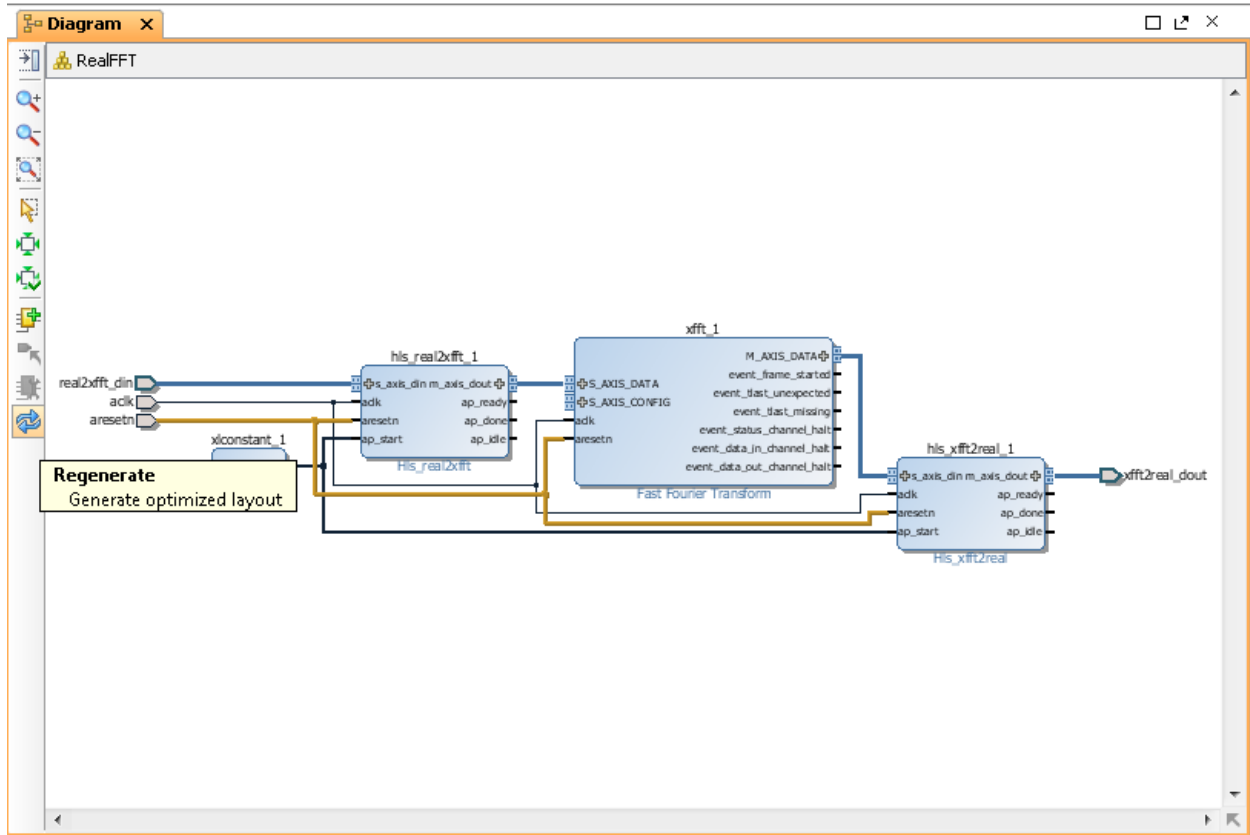 Diagram
RealFFT
xfft_1
M_AXIS_DATA
event_frame_started
event_tlast_unexpected
event_tlast_missing
event_status_channel_halt
event_data_in_channel_halt
event_data_out_channel_halt
S_AXIS_DATA
S_AXIS_CONFIG
aclk
aresetn
Fast Fourier Transform
hls_real2xfft_1
s_axis_din m_axis_dout
aclk ap_ready
aresetn ap_done
ap_start ap_idle
Hls_real2xfft
real2xfft_din
aclk
aresetn
xlconstant_1
Regenerate
Generate optimized layout
hls_xfft2real_1
s_axis_din m_axis_dout
aclk ap_ready
aresetn ap_done
ap_start ap_idle
Hls_xfft2real
xfft2real_dout